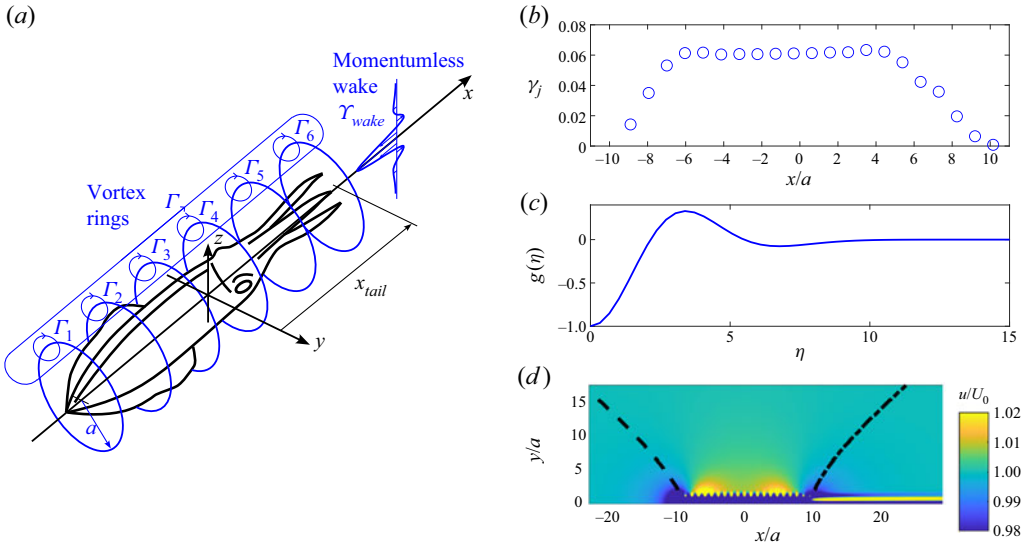 (a)
Momentumless
wake
ϒwake
x
Γ6
Γ5
Γ4
Γ3
Γ2
Γ1
Vortex
rings
z
y
xtail
a
(b)
0.08
0.06
0.04
0.02
0
γj
−10 −8 −6 −4 −2 0 2 4 6 8 10
x/a
(c)
0
−0.5
−1.0
g(η)
0 5 10 15
η
(d)
15
10
5
0
y/a
−20 −10 0 10 20
x/a
u/U0
1.02
1.01
1.00
0.99
0.98